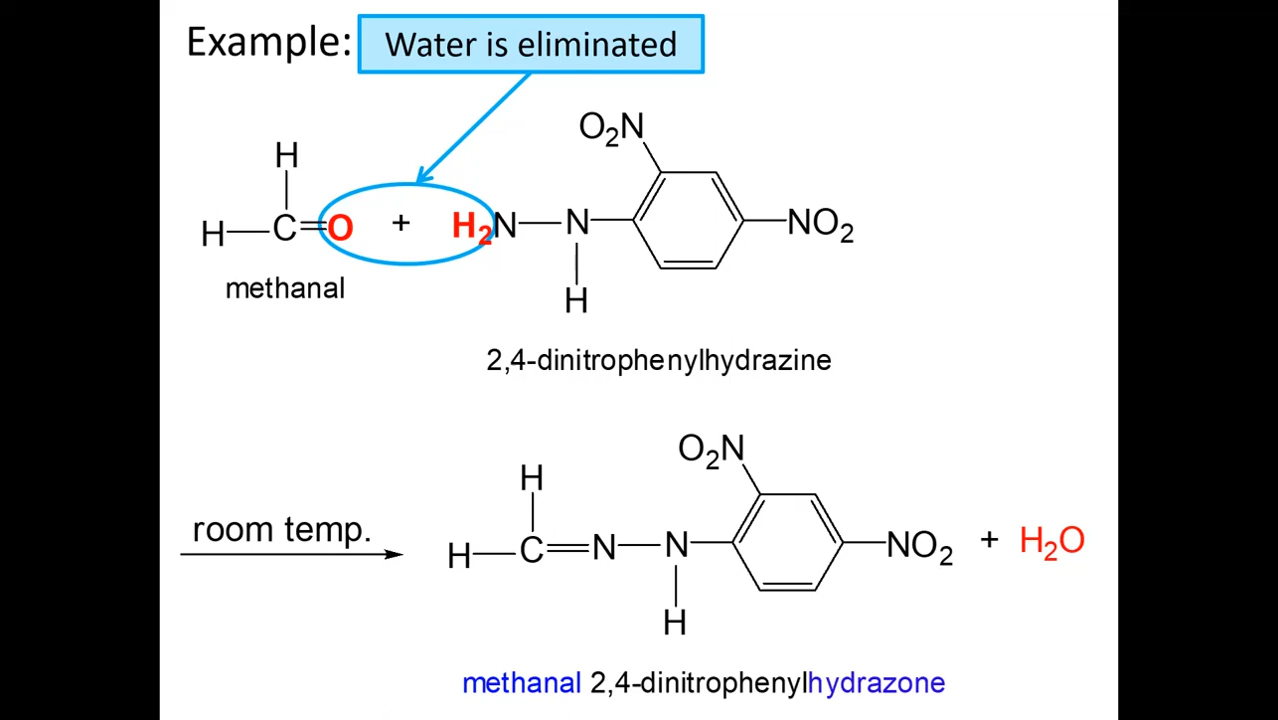 Example: Water is eliminated
O₂N
H
H C=O + H₂N N NO₂
methanal
H
2,4-dinitrophenylhydrazine
O₂N
H
room temp.
H C N N NO₂ + H₂O
H
methanal 2,4-dinitrophenylhydrazone